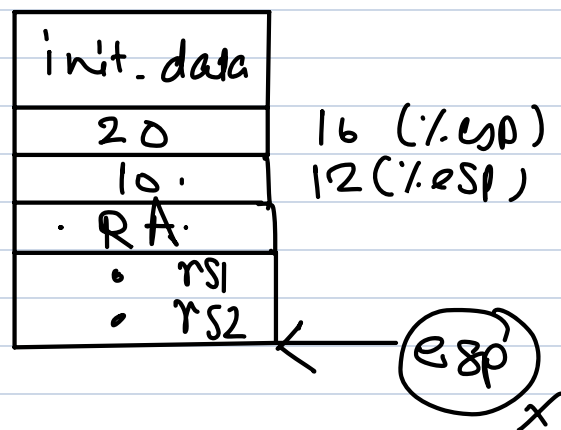 init_data
20 16 (%esp)
10. 12(%esp)
. RA.
. rs1
. rs2
esp
x